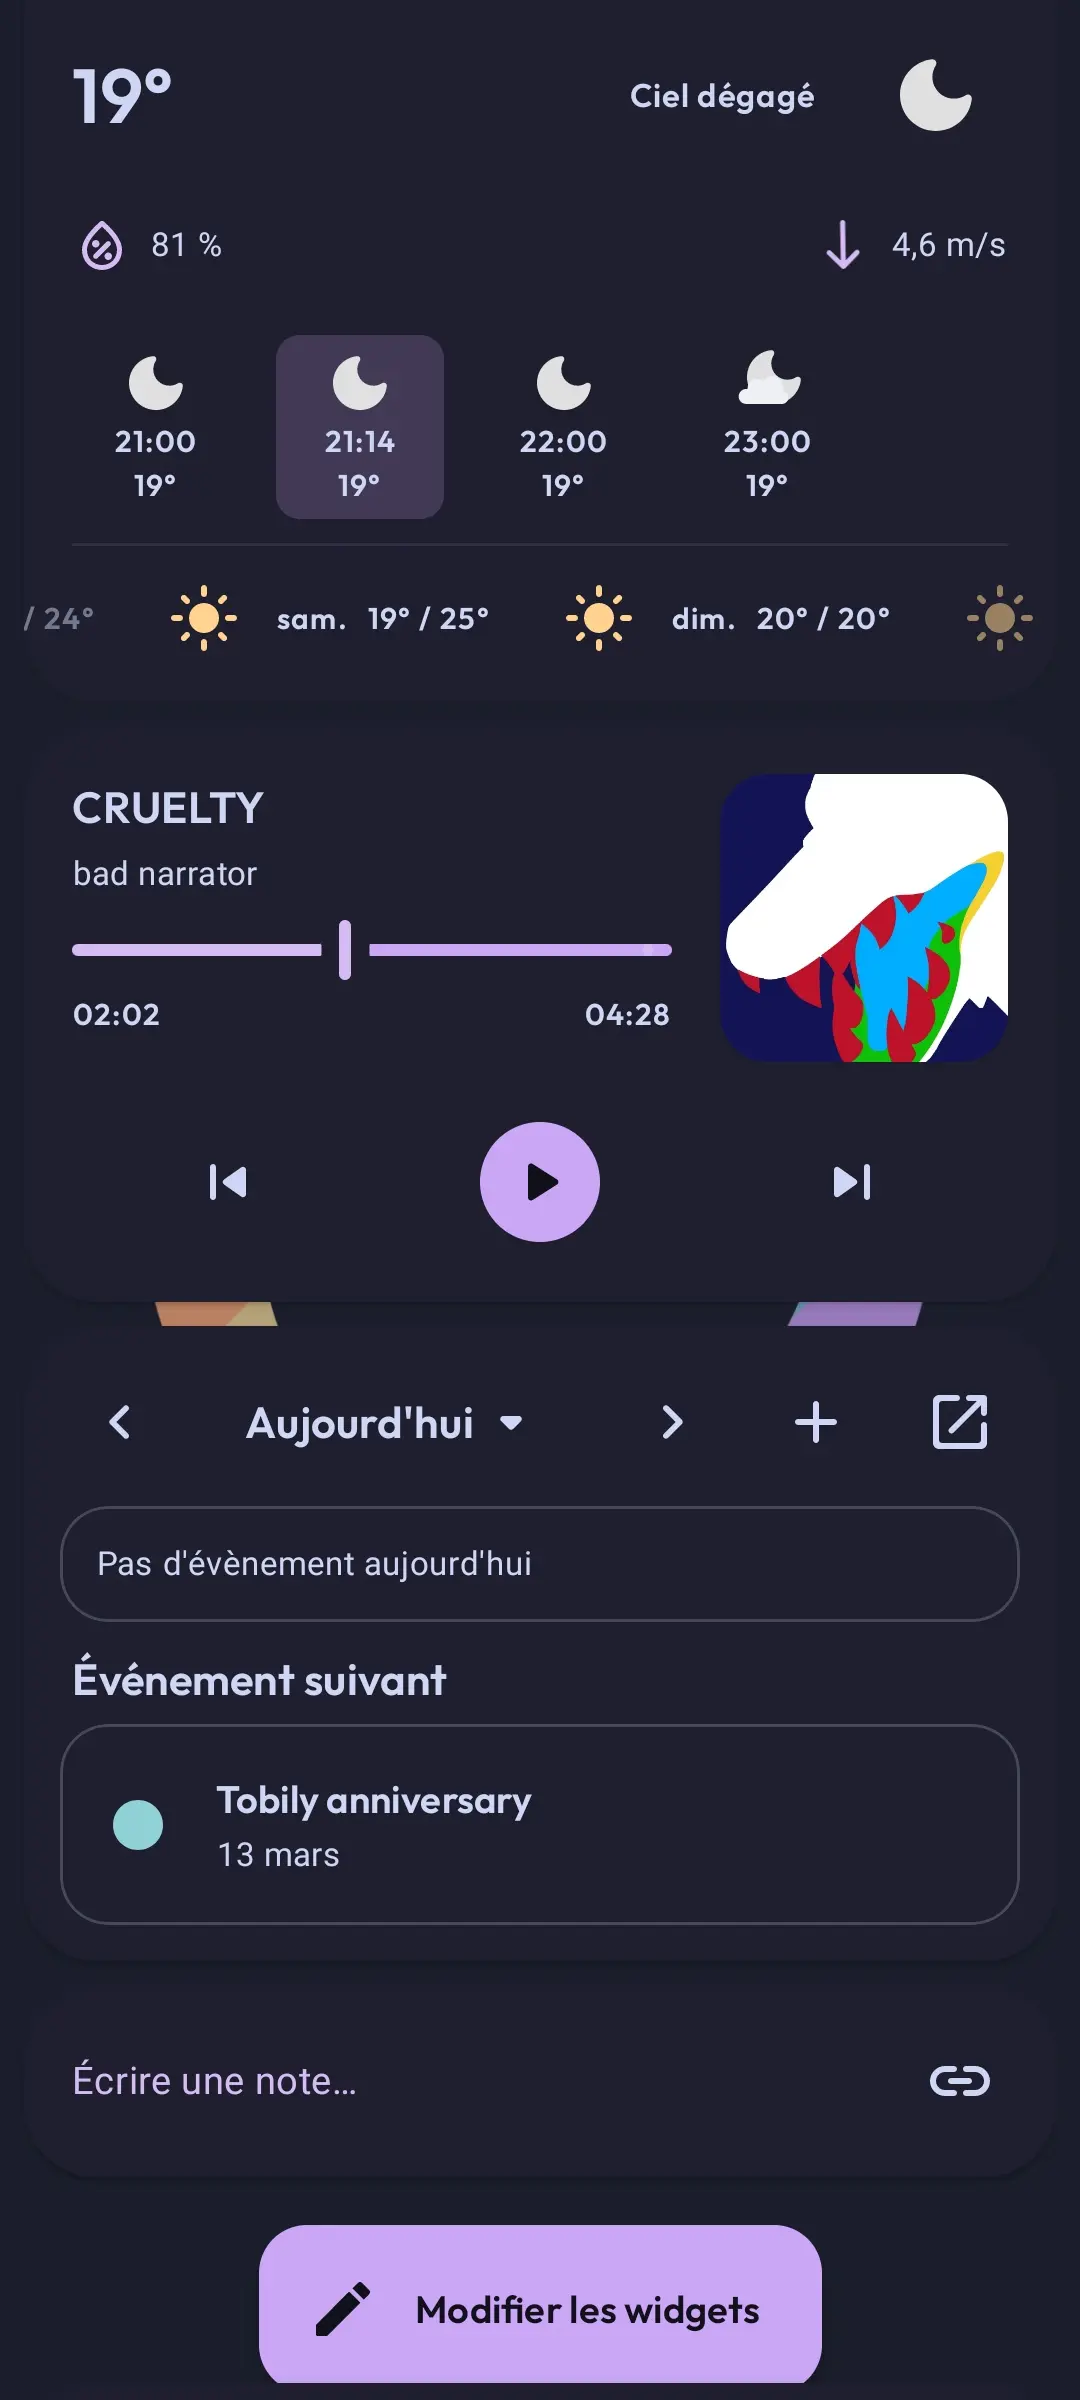 19°
Ciel dégagé
81 %
4,6 m/s
21:00
19°
21:14
19°
22:00
19°
23:00
19°
/ 24° sam. 19° / 25° dim. 20° / 20°
CRUELTY
bad narrator
02:02 04:28
Aujourd'hui
Pas d'évènement aujourd'hui
Événement suivant
Tobily anniversary
13 mars
Écrire une note…
Modifier les widgets